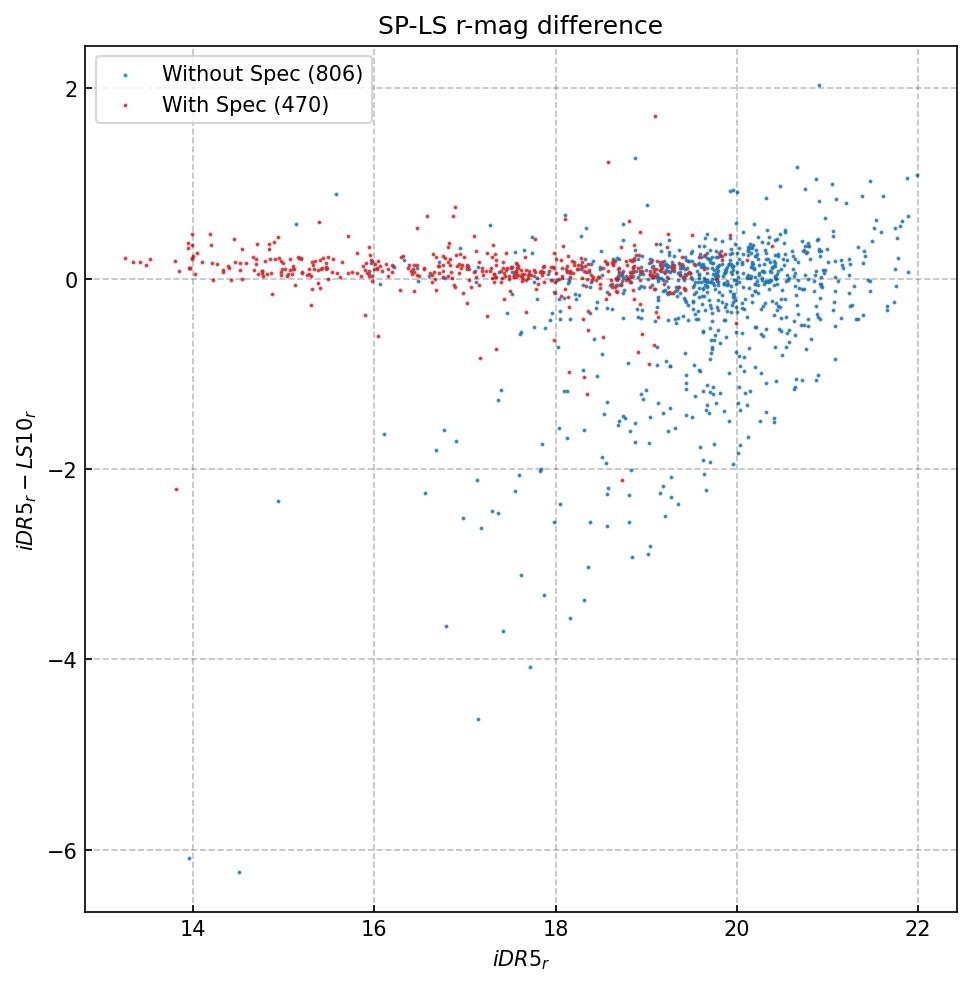 SP-LS r-mag difference
Without Spec (806)
With Spec (470)
2
0
−2
−4
−6
iDR5r − LS10r
14
16
18
20
22
iDR5r